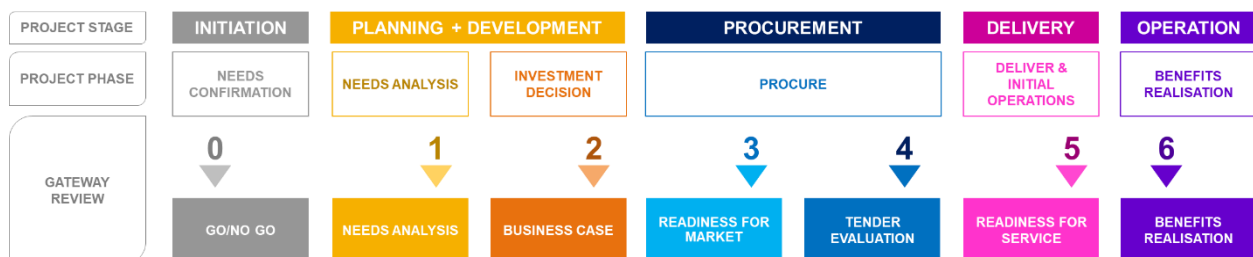 PROJECT STAGE
INITIATION
PLANNING + DEVELOPMENT
PROCUREMENT
DELIVERY
OPERATION
PROJECT PHASE
NEEDS
CONFIRMATION
NEEDS ANALYSIS
INVESTMENT
DECISION
PROCURE
DELIVER &
INITIAL
OPERATIONS
BENEFITS
REALISATION
GATEWAY
REVIEW
0
1
2
3
4
5
6
GO/NO GO
NEEDS ANALYSIS
BUSINESS CASE
READINESS FOR
MARKET
TENDER
EVALUATION
READINESS FOR
SERVICE
BENEFITS
REALISATION